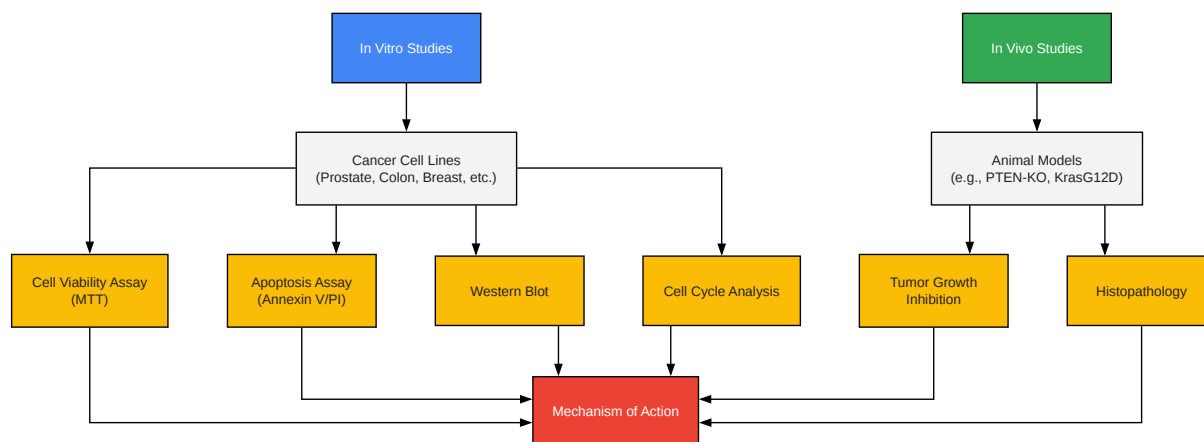 In Vitro Studies
In Vivo Studies
Cancer Cell Lines
(Prostate, Colon, Breast, etc.)
Animal Models
(e.g., PTEN-KO, KrasG12D)
Cell Viability Assay
(MTT)
Apoptosis Assay
(Annexin V/PI)
Western Blot
Cell Cycle Analysis
Tumor Growth
Inhibition
Histopathology
Mechanism of Action